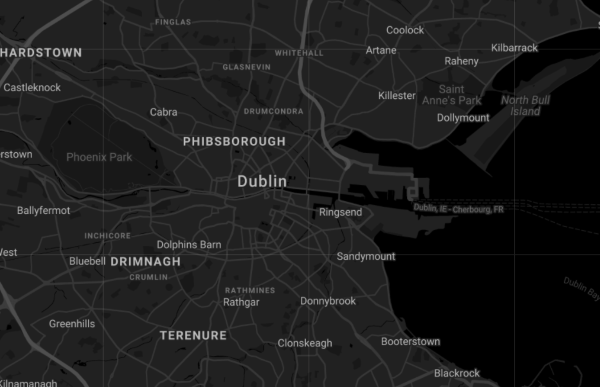 FINGLAS
Coolock
HARDSTOWN
WHITEHALL
Artane
Kilbarrack
GLASNEVIN
Raheny
Castleknock
Killester
Saint
Anne's Park
North Bull
Island
Cabra
DRUMCONDRA
Dollymount
PHIBSBOROUGH
erstown
Phoenix Park
Dublin
Ballyfermot
Ringsend
Dublin, IE - Cherbourg, FR
INCHICORE
Dolphins Barn
West
Bluebell
DRIMNAGH
Sandymount
CRUMLIN
Dublin Bay
RATHMINES
Rathgar
Donnybrook
Greenhills
TERENURE
Clonskeagh
Booterstown
Blackrock
Kilnamanagh